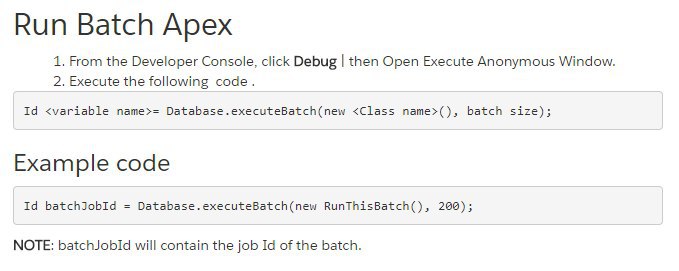 Run Batch Apex
1. From the Developer Console, click Debug | then Open Execute Anonymous Window.
2. Execute the following  code .
Id <variable name>= Database.executeBatch(new <Class name>(), batch size);
Example code
Id batchJobId = Database.executeBatch(new RunThisBatch(), 200);
NOTE: batchJobId will contain the job Id of the batch.